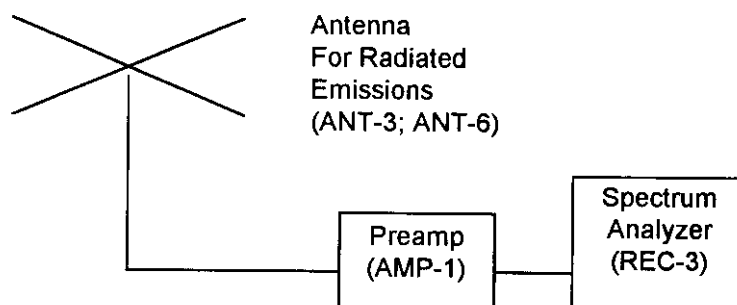 Antenna
For Radiated
Emissions
(ANT-3; ANT-6)
Preamp
(AMP-1)
Spectrum
Analyzer
(REC-3)